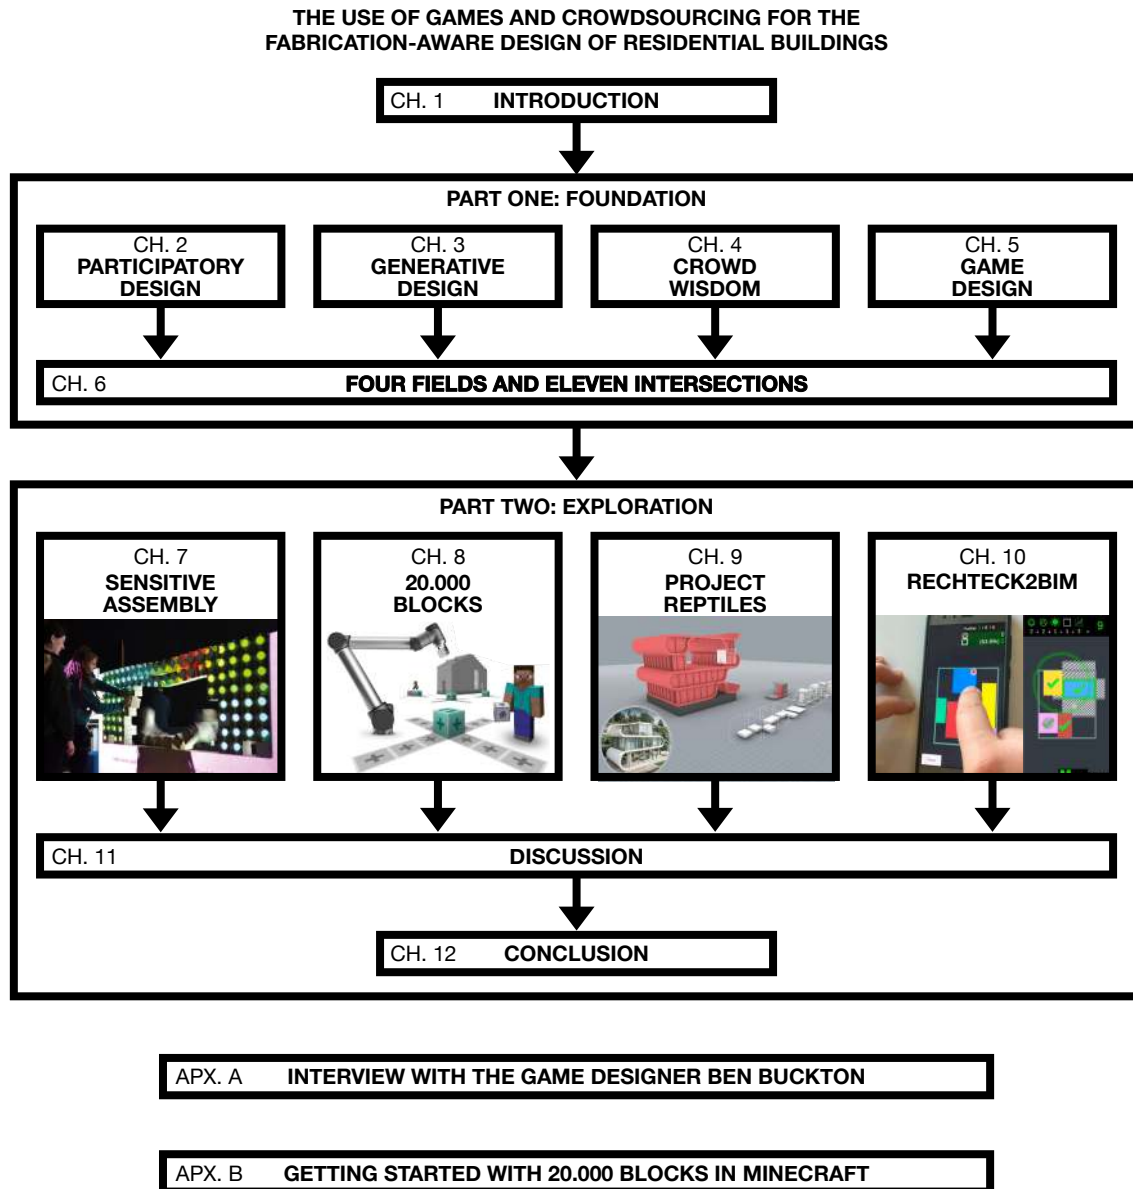 THE USE OF GAMES AND CROWDSOURCING FOR THE
FABRICATION-AWARE DESIGN OF RESIDENTIAL BUILDINGS
CH. 1 INTRODUCTION
PART ONE: FOUNDATION
CH. 2
PARTICIPATORY
DESIGN
CH. 3
GENERATIVE
DESIGN
CH. 4
CROWD
WISDOM
CH. 5
GAME
DESIGN
CH. 6 FOUR FIELDS AND ELEVEN INTERSECTIONS
PART TWO: EXPLORATION
CH. 7
SENSITIVE
ASSEMBLY
CH. 8
20.000
BLOCKS
CH. 9
PROJECT
REPTILES
CH. 10
RECHTECK2BIM
CH. 11 DISCUSSION
CH. 12 CONCLUSION
APX. A INTERVIEW WITH THE GAME DESIGNER BEN BUCKTON
APX. B GETTING STARTED WITH 20.000 BLOCKS IN MINECRAFT